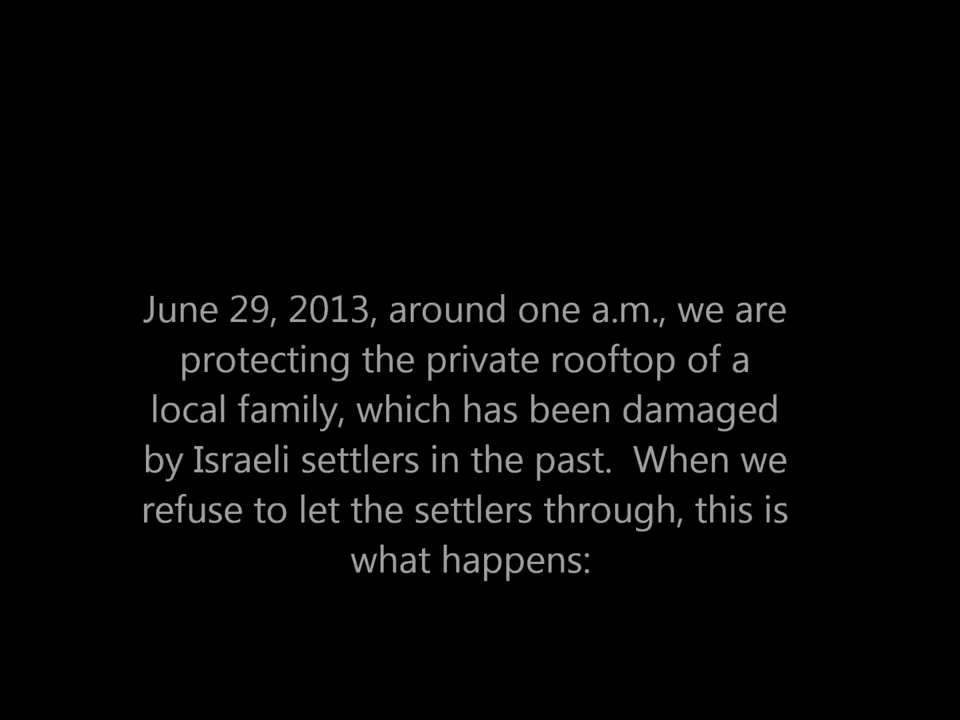 June 29, 2013, around one a.m., we are
protecting the private rooftop of a
local family, which has been damaged
by Israeli settlers in the past.  When we
refuse to let the settlers through, this is
what happens: